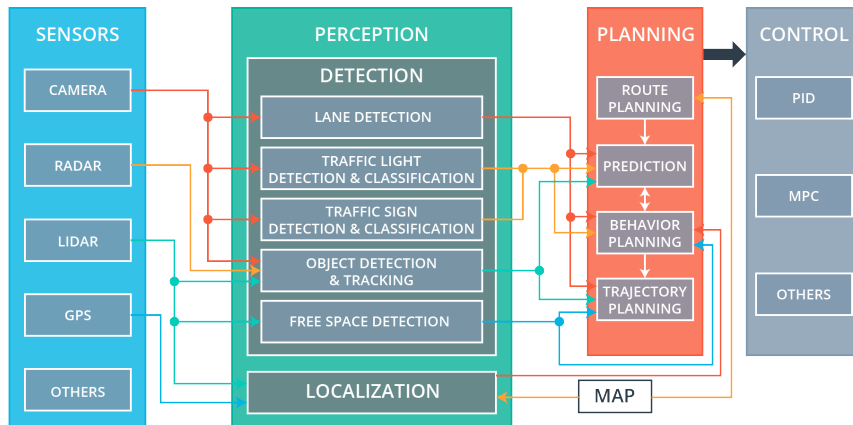 SENSORS
CAMERA
RADAR
LIDAR
GPS
OTHERS
PERCEPTION
DETECTION
LANE DETECTION
TRAFFIC LIGHT
DETECTION & CLASSIFICATION
TRAFFIC SIGN
DETECTION & CLASSIFICATION
OBJECT DETECTION
& TRACKING
FREE SPACE DETECTION
LOCALIZATION
PLANNING
ROUTE
PLANNING
PREDICTION
BEHAVIOR
PLANNING
TRAJECTORY
PLANNING
MAP
CONTROL
PID
MPC
OTHERS